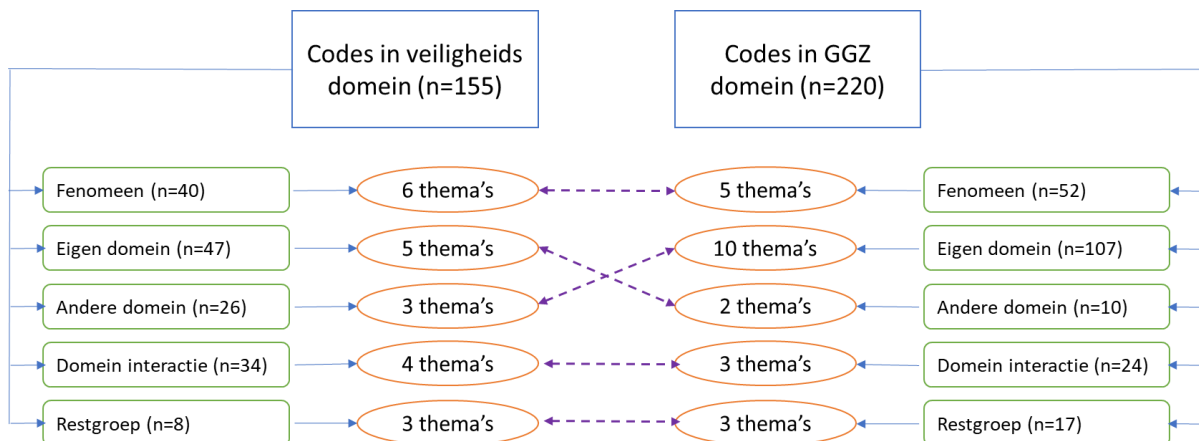 Codes in veiligheids
domein (n=155)
Codes in GGZ
domein (n=220)
Fenomeen (n=40)
6 thema's
5 thema's
Fenomeen (n=52)
Eigen domein (n=47)
5 thema's
10 thema's
Eigen domein (n=107)
Andere domein (n=26)
3 thema's
2 thema's
Andere domein (n=10)
Domein interactie (n=34)
4 thema's
3 thema's
Domein interactie (n=24)
Restgroep (n=8)
3 thema's
3 thema's
Restgroep (n=17)